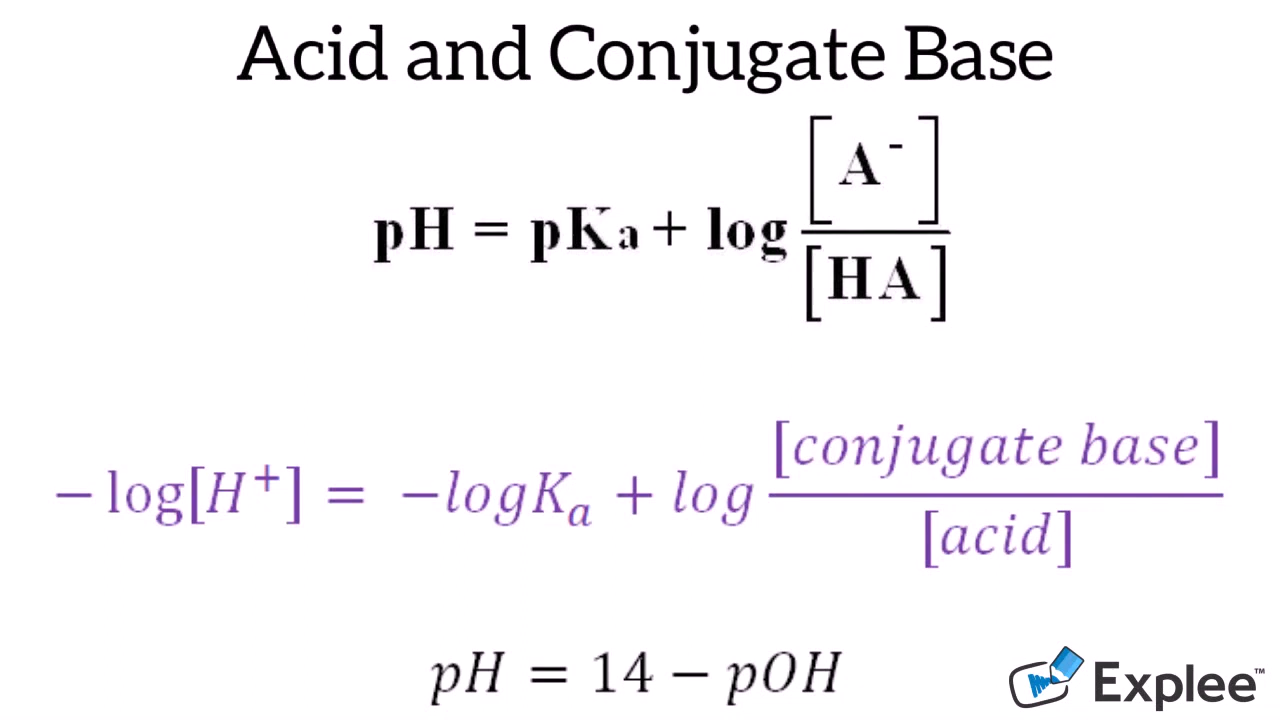 Acid and Conjugate Base
pH = pKa + log [A⁻] / [HA]
− log[H⁺] = −logKₐ + log [conjugate base] / [acid]
pH = 14 − pOH
Explee™